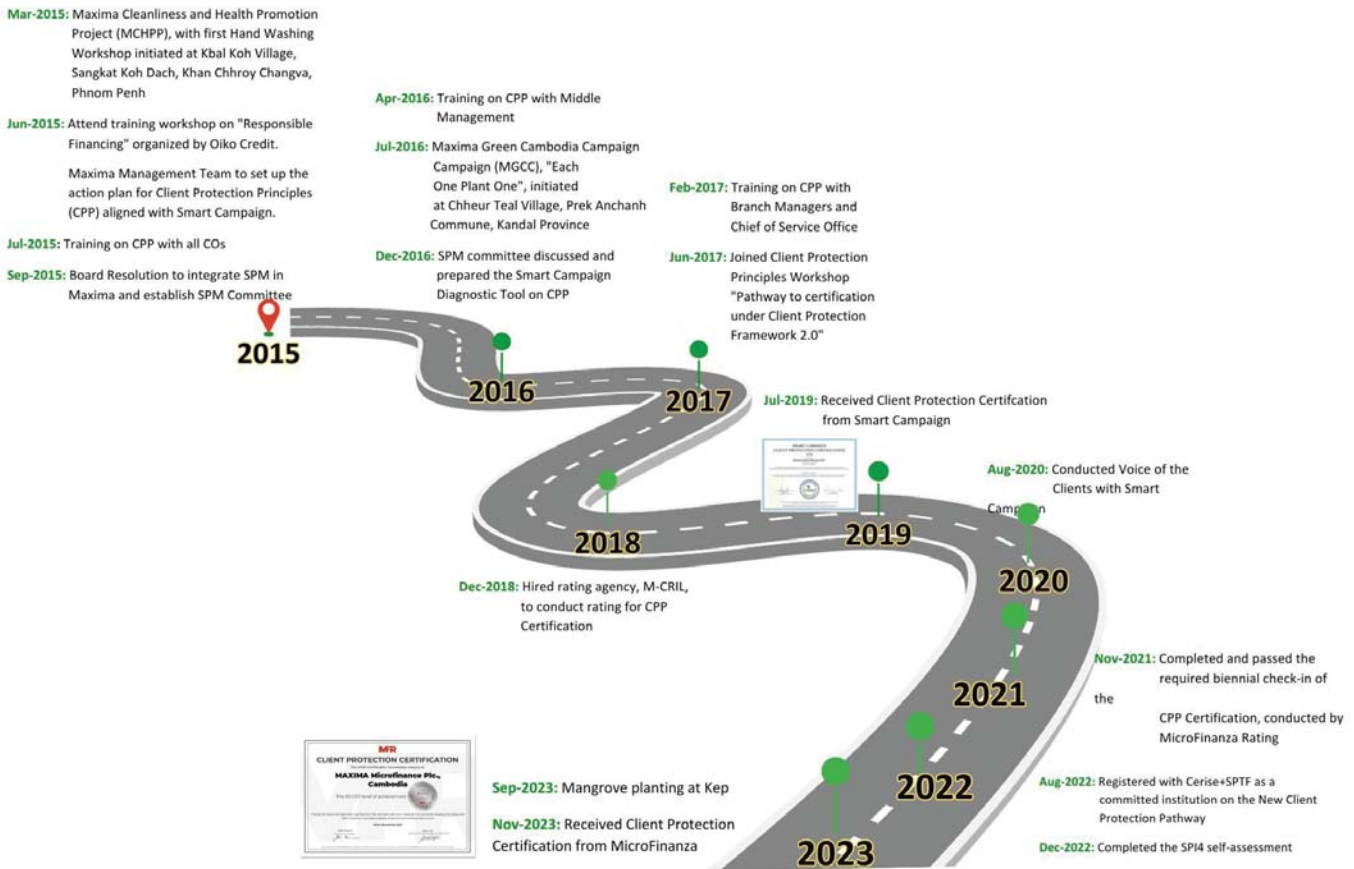 Mar-2015: Maxima Cleanliness and Health Promotion
Project (MCHPP), with first Hand Washing
Workshop initiated at Kbal Koh Village,
Sangkat Koh Dach, Khan Chhroy Changva,
Phnom Penh
Jun-2015: Attend training workshop on "Responsible
Financing" organized by Oiko Credit.
Maxima Management Team to set up the
action plan for Client Protection Principles
(CPP) aligned with Smart Campaign.
Jul-2015: Training on CPP with all COs
Sep-2015: Board Resolution to integrate SPM in
Maxima and establish SPM Committee
2015
Apr-2016: Training on CPP with Middle
Management
Jul-2016: Maxima Green Cambodia Campaign
Campaign (MGCC), "Each
One Plant One", initiated
at Chheur Teal Village, Prek Anchanh
Commune, Kandal Province
Dec-2016: SPM committee discussed and
prepared the Smart Campaign
Diagnostic Tool on CPP
2016
Feb-2017: Training on CPP with
Branch Managers and
Chief of Service Office
Jun-2017: Joined Client Protection
Principles Workshop
"Pathway to certification
under Client Protection
Framework 2.0"
2017
2018
Dec-2018: Hired rating agency, M-CRIL,
to conduct rating for CPP
Certification
Jul-2019: Received Client Protection Certifcation
from Smart Campaign
2019
Aug-2020: Conducted Voice of the
Clients with Smart
Campaign
2020
2021
Nov-2021: Completed and passed the
required biennial check-in of
the
CPP Certification, conducted by
MicroFinanza Rating
2022
Aug-2022: Registered with Cerise+SPTF as a
committed institution on the New Client
Protection Pathway
Dec-2022: Completed the SPI4 self-assessment
MFR
CLIENT PROTECTION CERTIFICATION
MAXIMA Microfinance Plc.,
Cambodia
Sep-2023: Mangrove planting at Kep
Nov-2023: Received Client Protection
Certification from MicroFinanza
2023